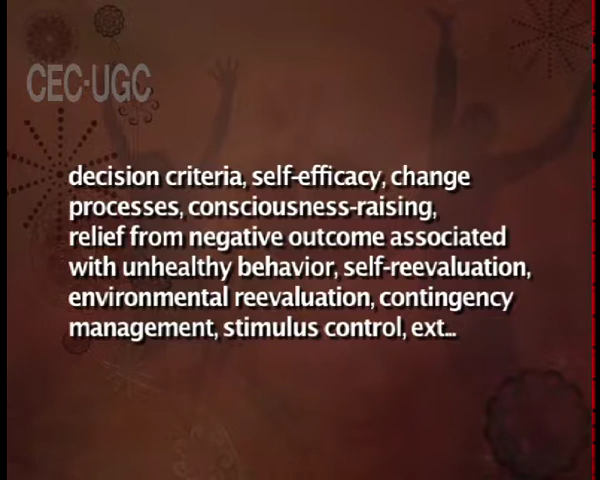 CEC-UGC
decision criteria, self-efficacy, change
processes, consciousness-raising,
relief from negative outcome associated
with unhealthy behavior, self-reevaluation,
environmental reevaluation, contingency
management, stimulus control, ext...